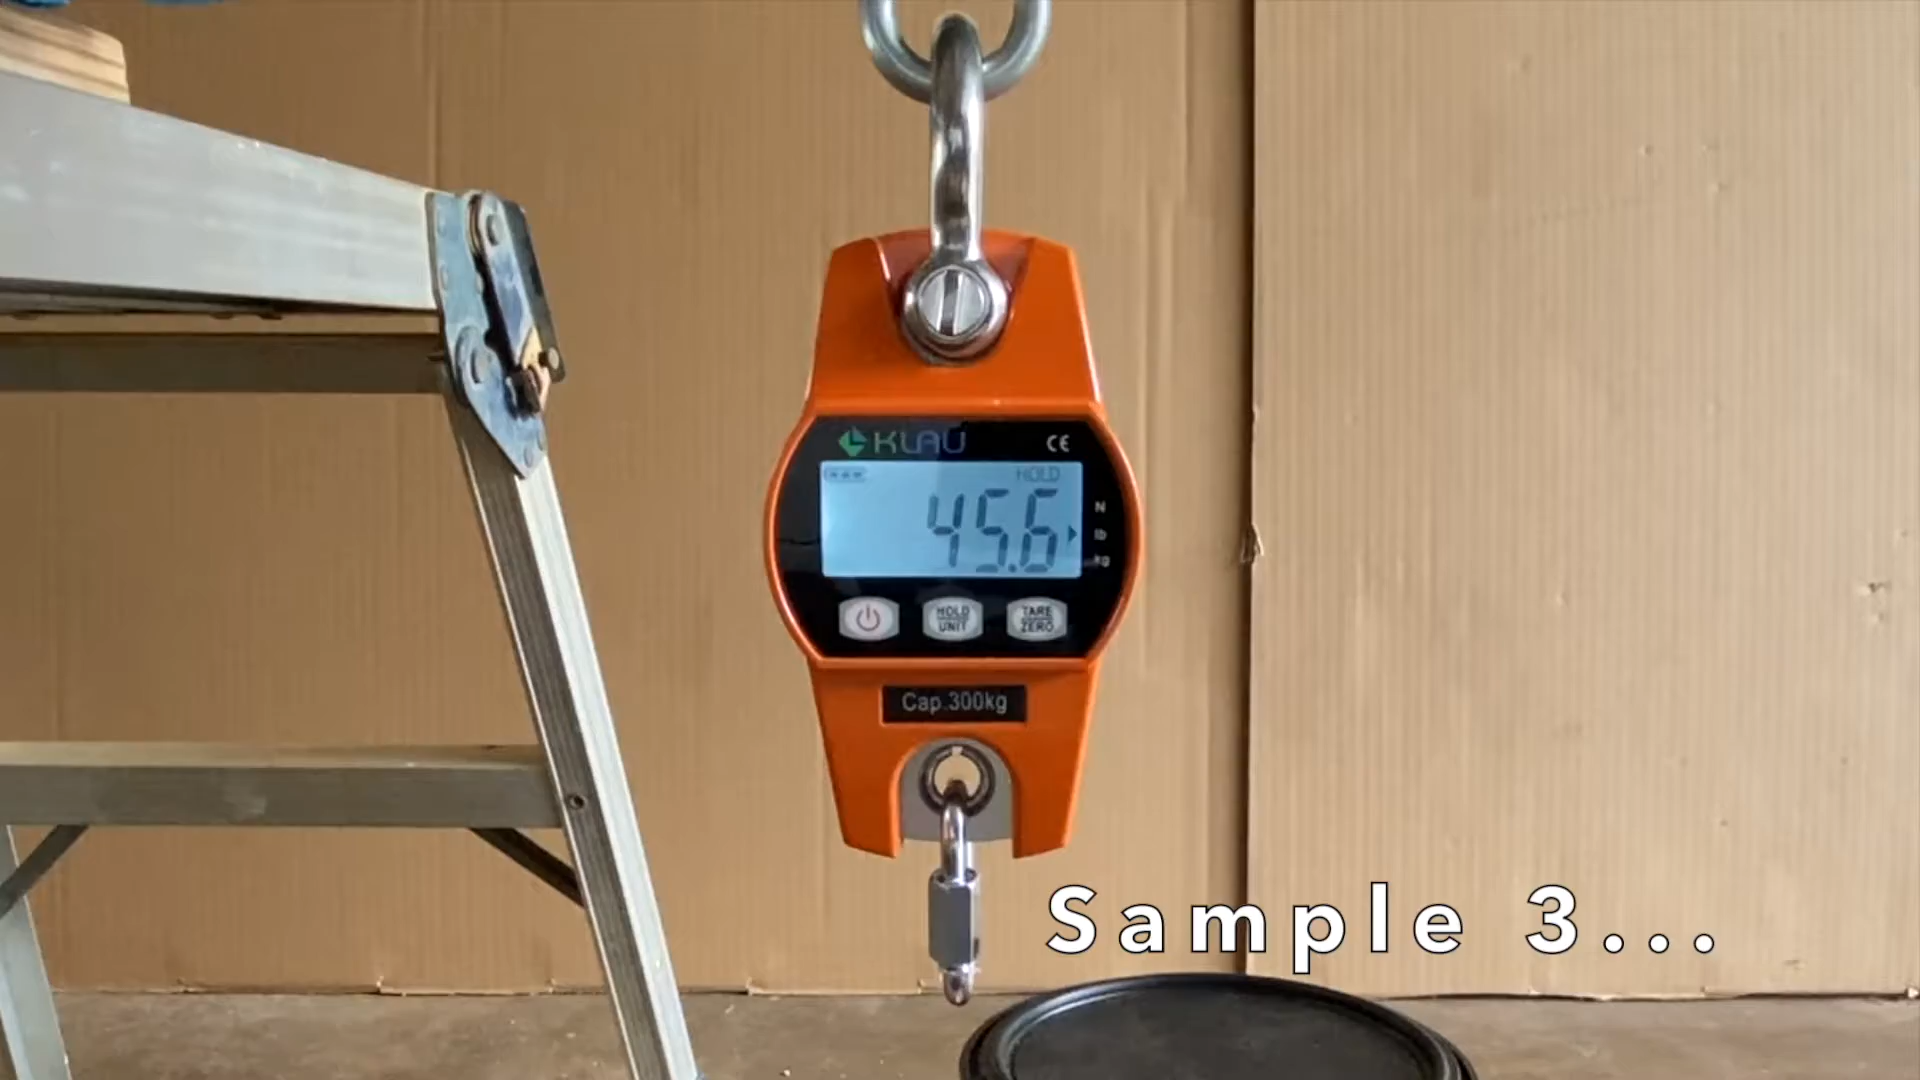 KLAU CE
HOLD
45.6
N
lb
kg
HOLD
UNIT
TARE
ZERO
Cap.300kg
Sample 3...